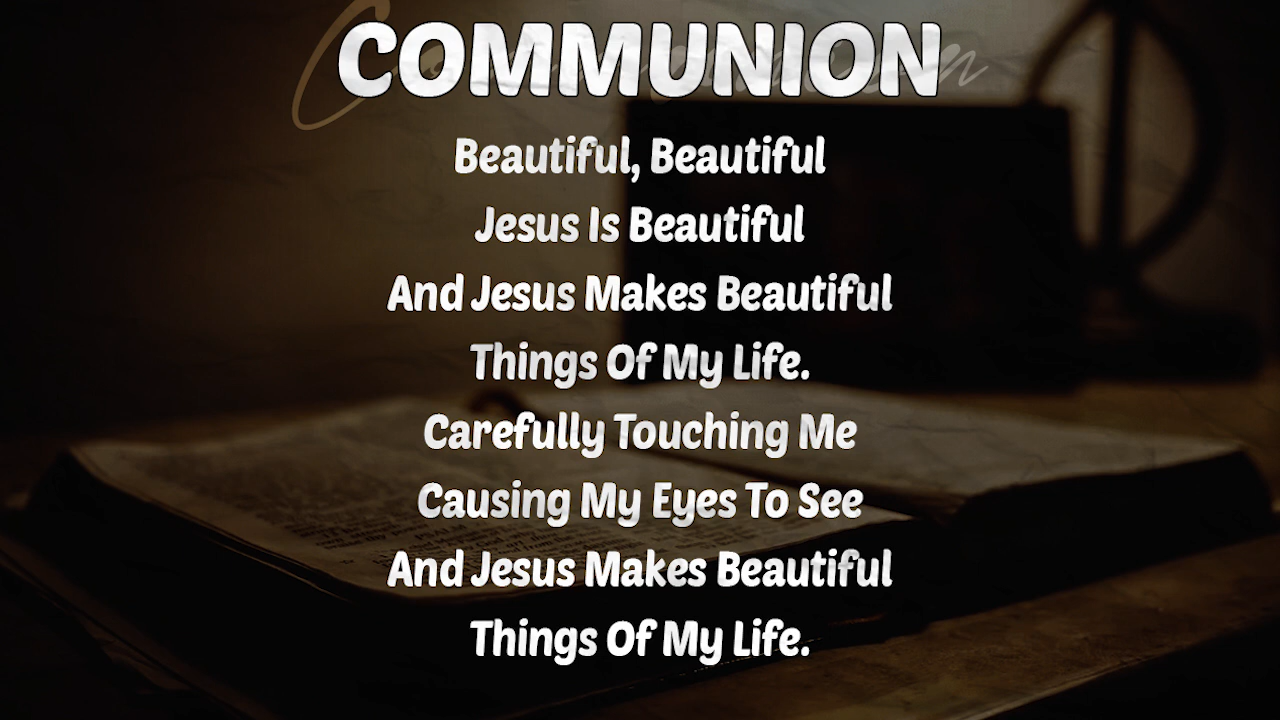 COMMUNION
Beautiful, Beautiful
Jesus Is Beautiful
And Jesus Makes Beautiful
Things Of My Life.
Carefully Touching Me
Causing My Eyes To See
And Jesus Makes Beautiful
Things Of My Life.